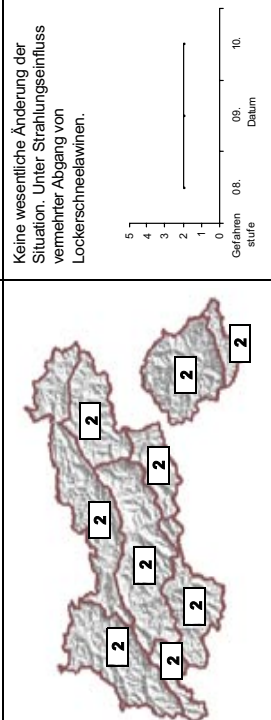 Keine wesentliche Änderung der
Situation. Unter Strahlungseinfluss
vermehrter Abgang von
Lockerschneelawinen.
5
4
3
2
1
0
Gefahren
stufe
08.
09.
10.
Datum
2
2
2
2
2
2
2
2
2